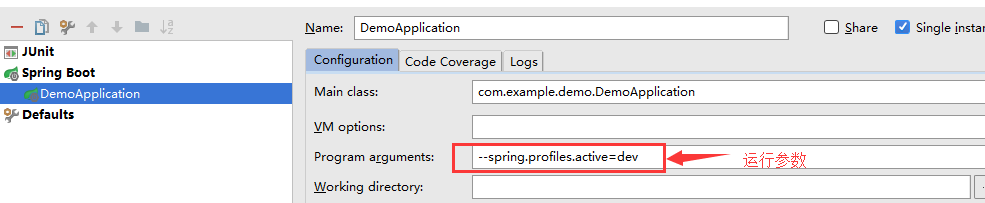 Name: DemoApplication Share Single instan
JUnit
Spring Boot
DemoApplication
Defaults
Configuration Code Coverage Logs
Main class: com.example.demo.DemoApplication
VM options:
Program arguments: --spring.profiles.active=dev 运行参数
Working directory: